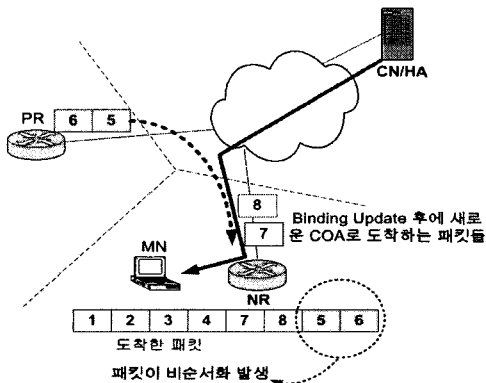 CN/HA
PR
6 5
8
7
Binding Update 후에 새로
운 COA로 도착하는 패킷들
MN
NR
1 2 3 4 7 8 5 6
도착한 패킷
패킷이 비순서화 발생